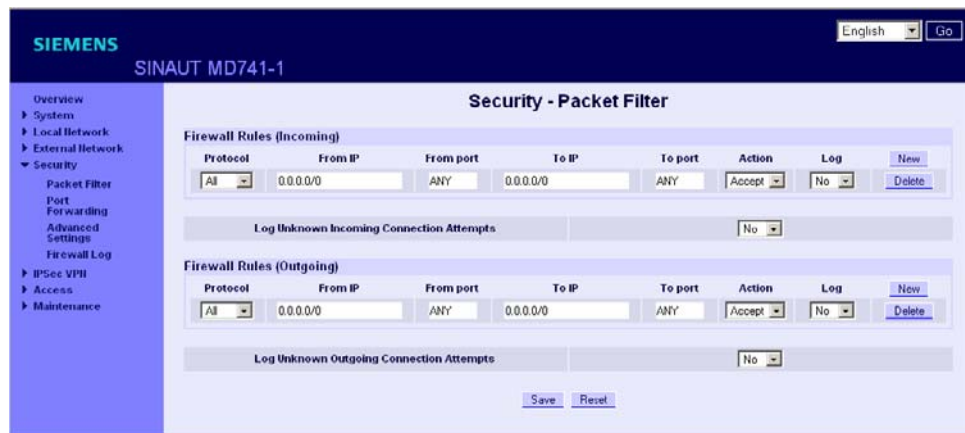 English Go
SIEMENS
SINAUT MD741-1
Overview
System
Local Network
External Network
Security
Packet Filter
Port
Forwarding
Advanced
Settings
Firewall Log
IPSec VPN
Access
Maintenance
Security - Packet Filter
Firewall Rules (Incoming)
Protocol From IP From port To IP To port Action Log New
All 0.0.0.0/0 ANY 0.0.0.0/0 ANY Accept No Delete
Log Unknown Incoming Connection Attempts No
Firewall Rules (Outgoing)
Protocol From IP From port To IP To port Action Log New
All 0.0.0.0/0 ANY 0.0.0.0/0 ANY Accept No Delete
Log Unknown Outgoing Connection Attempts No
Save Reset